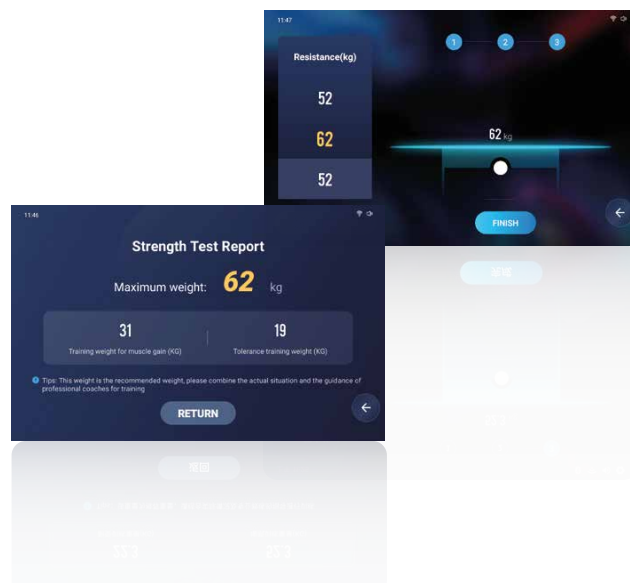 11:47
1 2 3
Resistance(kg)
52
62
52
62 kg
FINISH
11:46
Strength Test Report
Maximum weight: 62 kg
31
Training weight for muscle gain (KG)
19
Tolerance training weight (KG)
Tips: This weight is the recommended weight, please combine the actual situation and the guidance of
professional coaches for training
RETURN